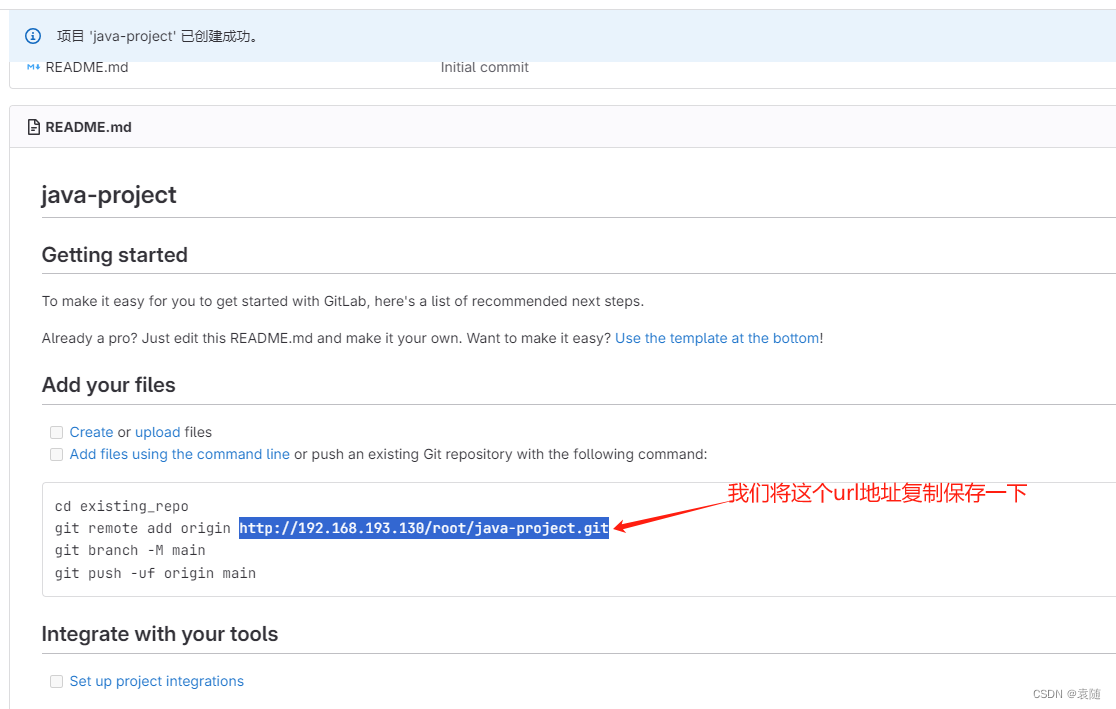 项目 'java-project' 已创建成功。
README.md Initial commit
README.md
java-project
Getting started
To make it easy for you to get started with GitLab, here's a list of recommended next steps.
Already a pro? Just edit this README.md and make it your own. Want to make it easy? Use the template at the bottom!
Add your files
Create or upload files
Add files using the command line or push an existing Git repository with the following command:
我们将这个url地址复制保存一下
cd existing_repo
git remote add origin http://192.168.193.130/root/java-project.git
git branch -M main
git push -uf origin main
Integrate with your tools
Set up project integrations
CSDN @袁随